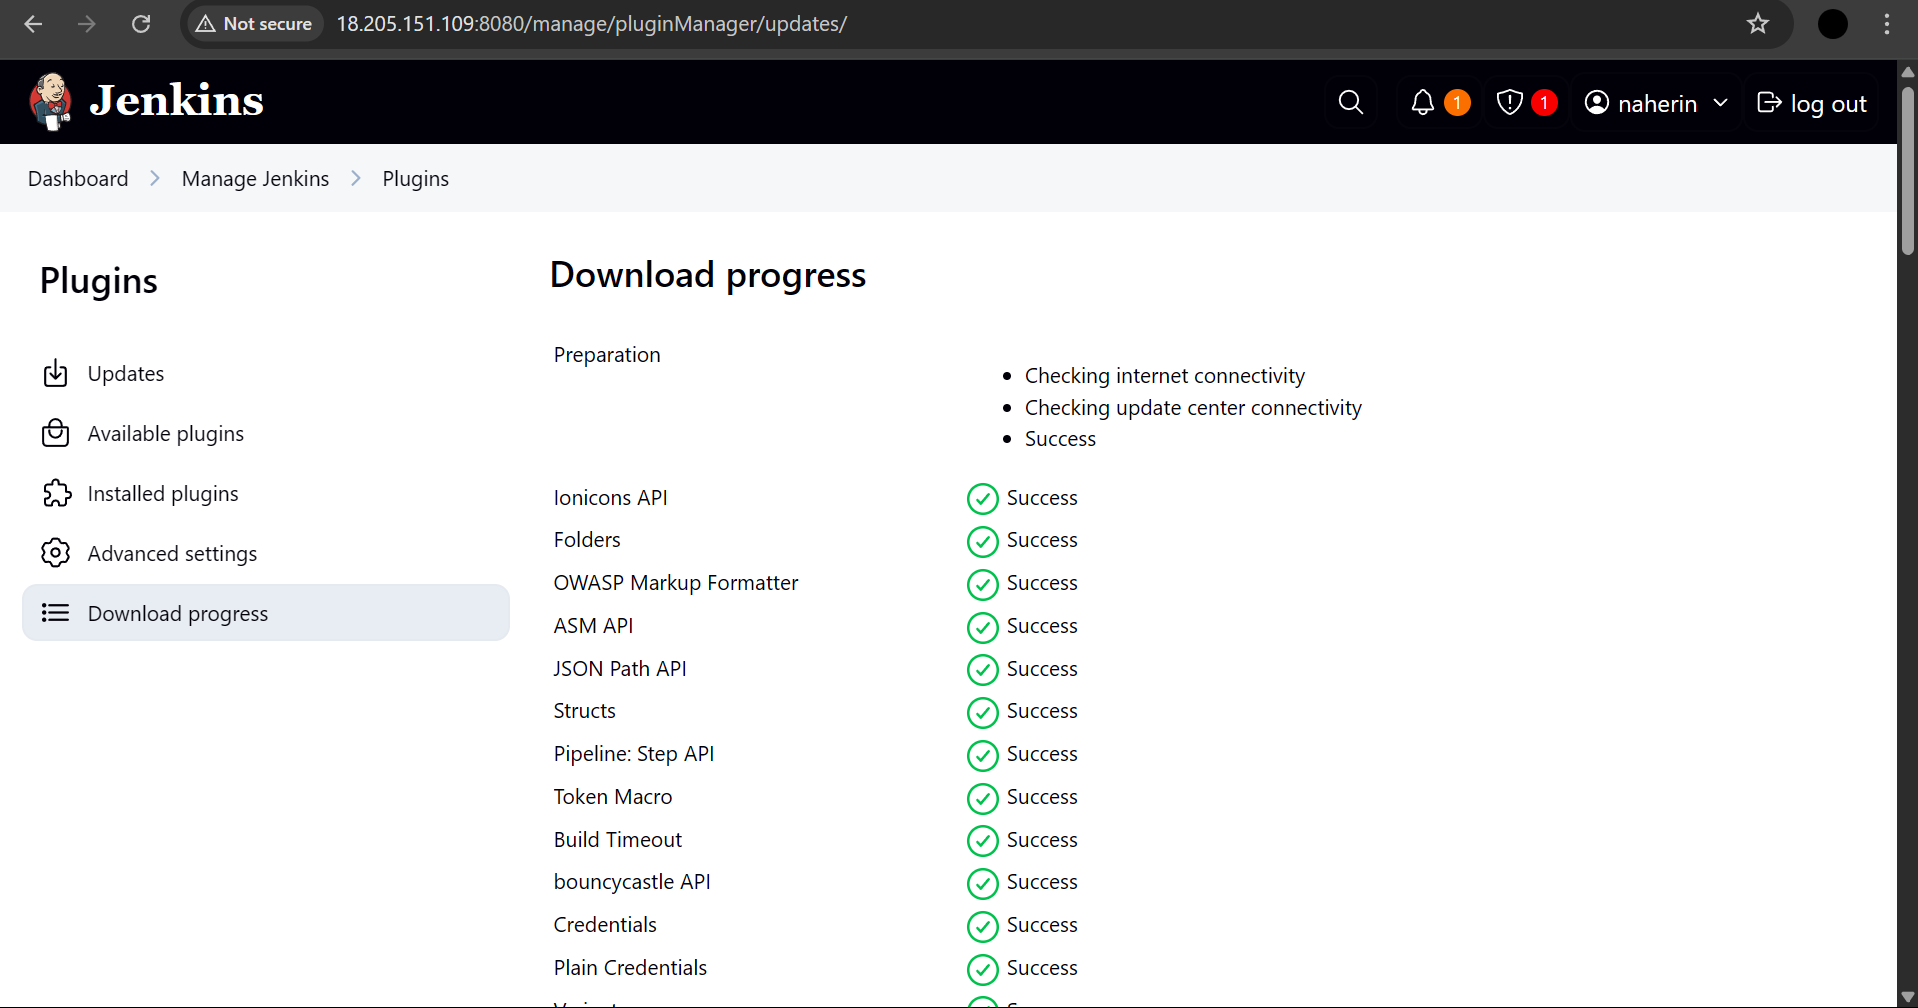 Not secure 18.205.151.109:8080/manage/pluginManager/updates/
Jenkins
1
1
naherin
log out
Dashboard
Manage Jenkins
Plugins
Plugins
Updates
Available plugins
Installed plugins
Advanced settings
Download progress
Download progress
Preparation
Checking internet connectivity
Checking update center connectivity
Success
Ionicons API Success
Folders Success
OWASP Markup Formatter Success
ASM API Success
JSON Path API Success
Structs Success
Pipeline: Step API Success
Token Macro Success
Build Timeout Success
bouncycastle API Success
Credentials Success
Plain Credentials Success